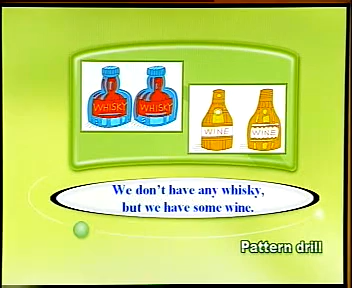 WHISKY WHISKY
WINE WINE
We don't have any whisky,
but we have some wine.
Pattern drill